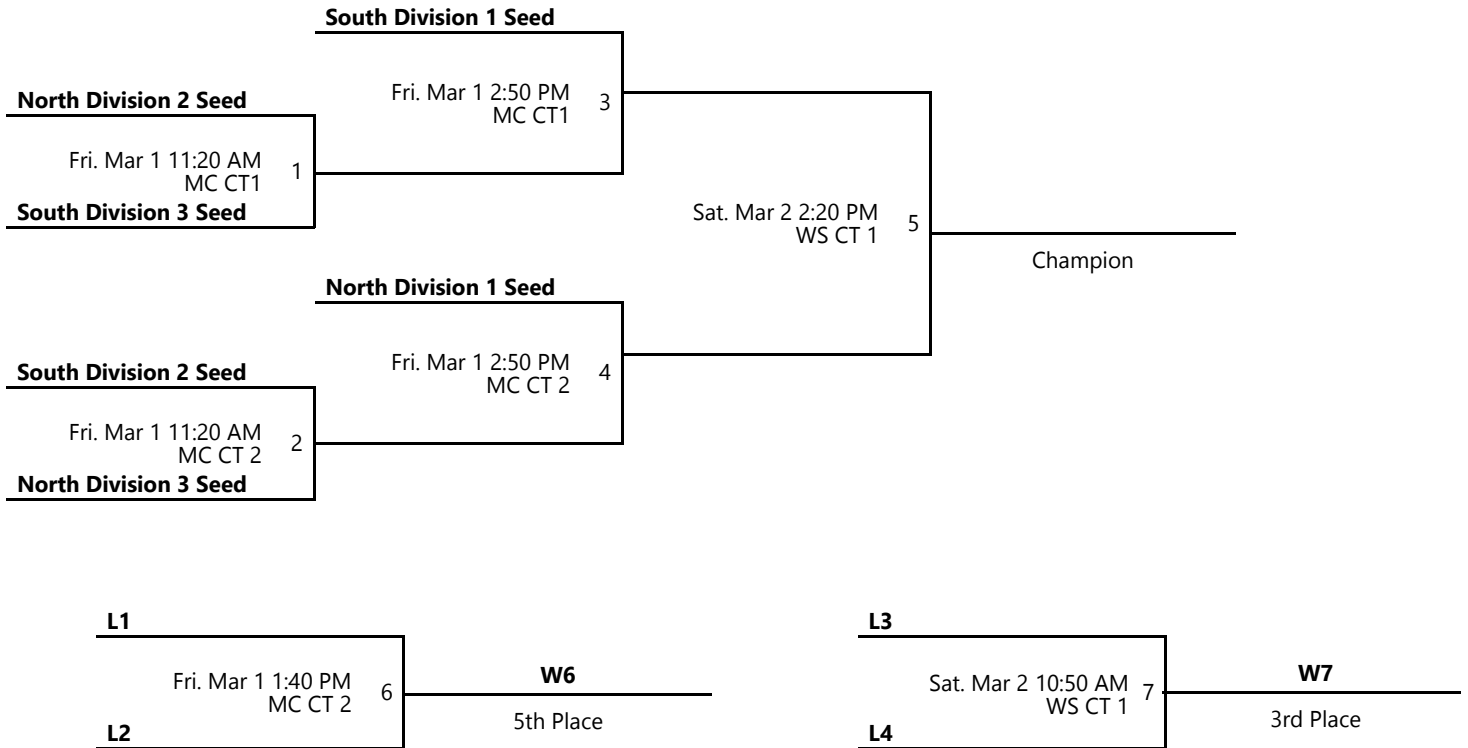 South Division 1 Seed
Fri. Mar 1 2:50 PM
MC CT1
3
North Division 2 Seed
Fri. Mar 1 11:20 AM
MC CT1
1
South Division 3 Seed
Sat. Mar 2 2:20 PM
WS CT 1
5
Champion
North Division 1 Seed
Fri. Mar 1 2:50 PM
MC CT 2
4
South Division 2 Seed
Fri. Mar 1 11:20 AM
MC CT 2
2
North Division 3 Seed
L1
Fri. Mar 1 1:40 PM
MC CT 2
6
L2
W6
5th Place
L3
Sat. Mar 2 10:50 AM
WS CT 1
7
L4
W7
3rd Place